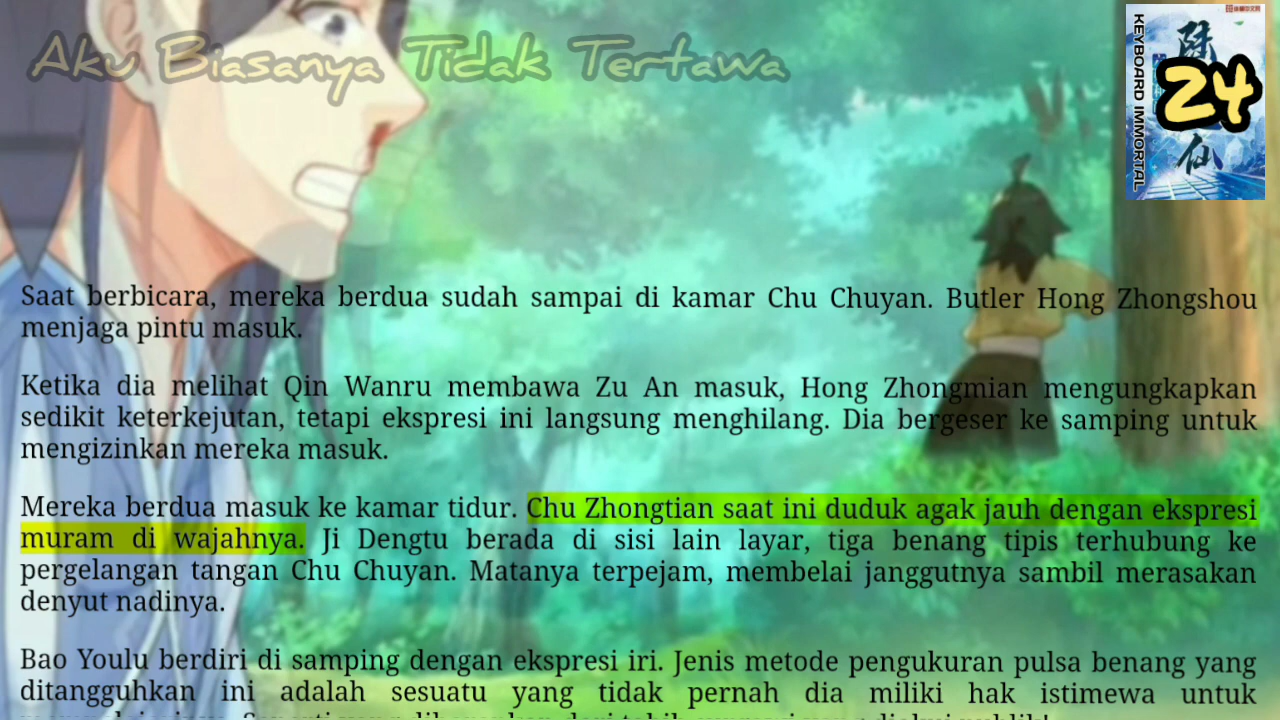 Aku Biasanya Tidak Tertawa
KEYBOARD IMMORTAL
陆
仙
24
Saat berbicara, mereka berdua sudah sampai di kamar Chu Chuyan. Butler Hong Zhongshou
menjaga pintu masuk.
Ketika dia melihat Qin Wanru membawa Zu An masuk, Hong Zhongmian mengungkapkan
sedikit keterkejutan, tetapi ekspresi ini langsung menghilang. Dia bergeser ke samping untuk
mengizinkan mereka masuk.
Mereka berdua masuk ke kamar tidur. Chu Zhongtian saat ini duduk agak jauh dengan ekspresi
muram di wajahnya. Ji Dengtu berada di sisi lain layar, tiga benang tipis terhubung ke
pergelangan tangan Chu Chuyan. Matanya terpejam, membelai janggutnya sambil merasakan
denyut nadinya.
Bao Youlu berdiri di samping dengan ekspresi iri. Jenis metode pengukuran pulsa benang yang
ditangguhkan ini adalah sesuatu yang tidak pernah dia miliki hak istimewa untuk